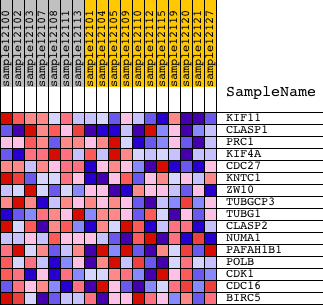 sample12100
sample12102
sample12103
sample12107
sample12108
sample12111
sample12113
sample12101
sample12104
sample12105
sample12109
sample12110
sample12112
sample12115
sample12119
sample12120
sample12121
sample12127
SampleName
KIF11
CLASP1
PRC1
KIF4A
CDC27
KNTC1
ZW10
TUBGCP3
TUBG1
CLASP2
NUMA1
PAFAH1B1
POLB
CDK1
CDC16
BIRC5